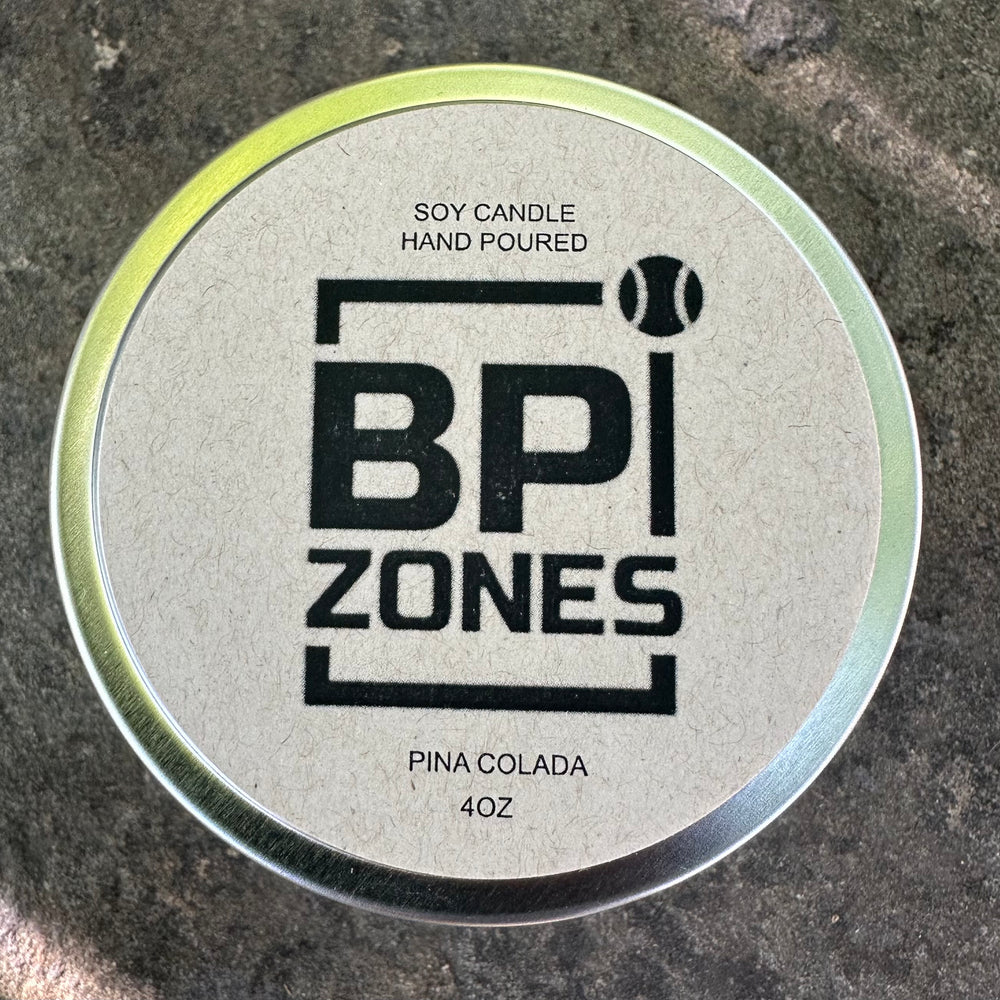 SOY CANDLE
HAND POURED
BPI
ZONES
PINA COLADA
4OZ